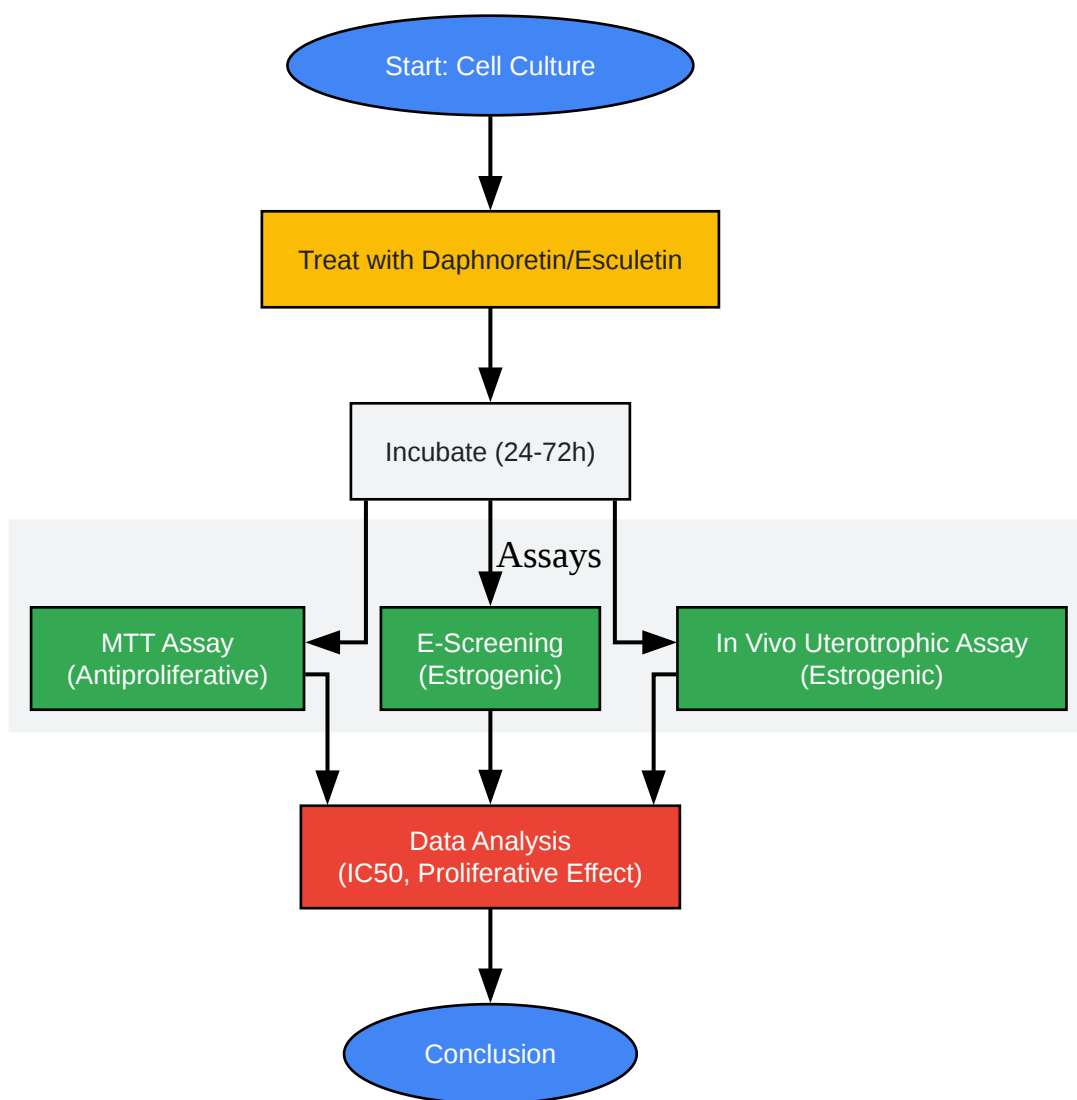 Start: Cell Culture
Treat with Daphnoretin/Esculetin
Incubate (24-72h)
Assays
MTT Assay
(Antiproliferative)
E-Screening
(Estrogenic)
In Vivo Uterotrophic Assay
(Estrogenic)
Data Analysis
(IC50, Proliferative Effect)
Conclusion